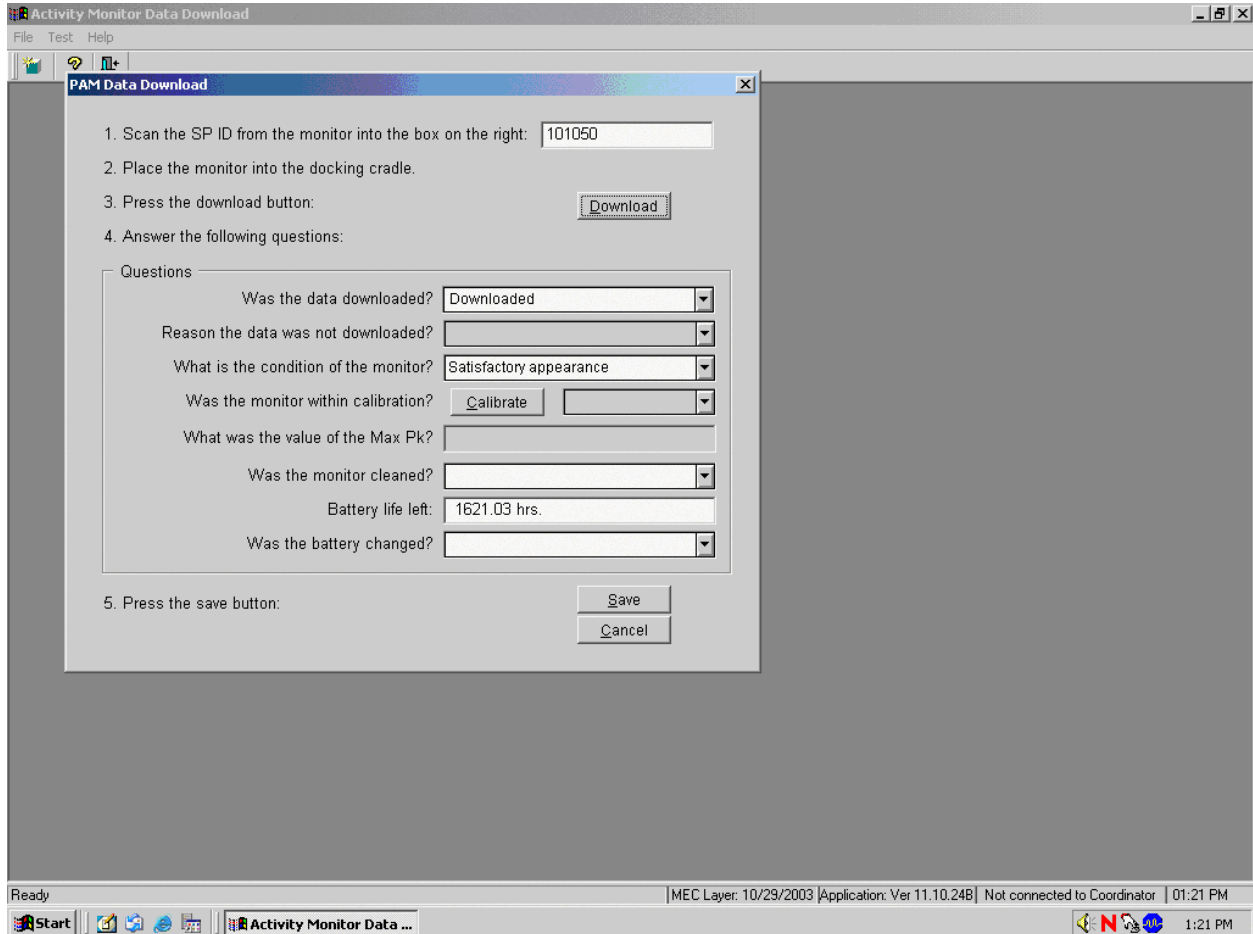 Activity Monitor Data Download
File Test Help
PAM Data Download
1. Scan the SP ID from the monitor into the box on the right: 101050
2. Place the monitor into the docking cradle.
3. Press the download button: Download
4. Answer the following questions:
Questions
Was the data downloaded? Downloaded
Reason the data was not downloaded?
What is the condition of the monitor? Satisfactory appearance
Was the monitor within calibration? Calibrate
What was the value of the Max Pk?
Was the monitor cleaned?
Battery life left: 1621.03 hrs.
Was the battery changed?
5. Press the save button: Save
Cancel
Ready MEC Layer: 10/29/2003 Application: Ver 11.10.24B Not connected to Coordinator 01:21 PM
Start Activity Monitor Data ... N 1:21 PM